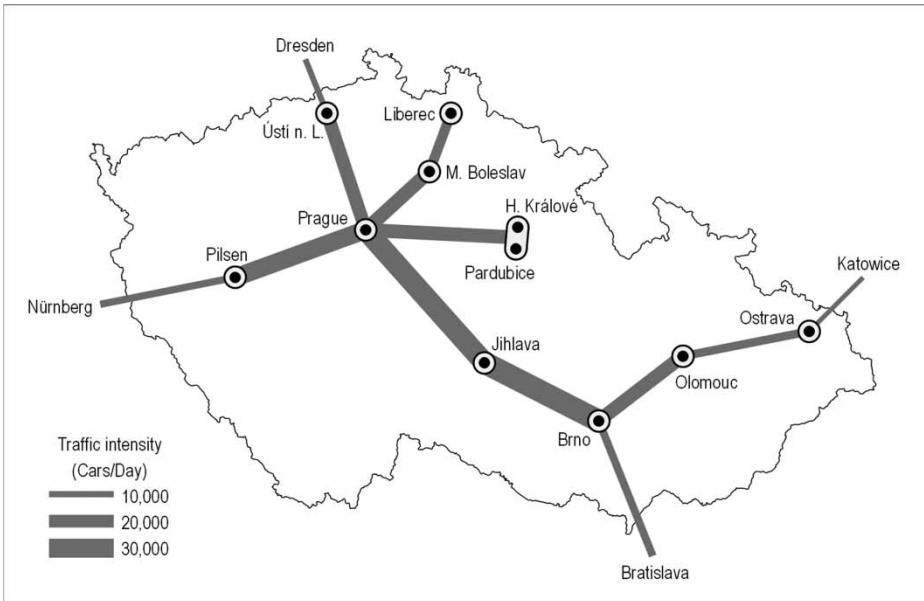 Dresden
Ústí n. L.
Liberec
M. Boleslav
H. Králové
Prague
Pardubice
Pilsen
Nürnberg
Katowice
Ostrava
Jihlava
Olomouc
Brno
Bratislava
Traffic intensity
(Cars/Day)
10,000
20,000
30,000